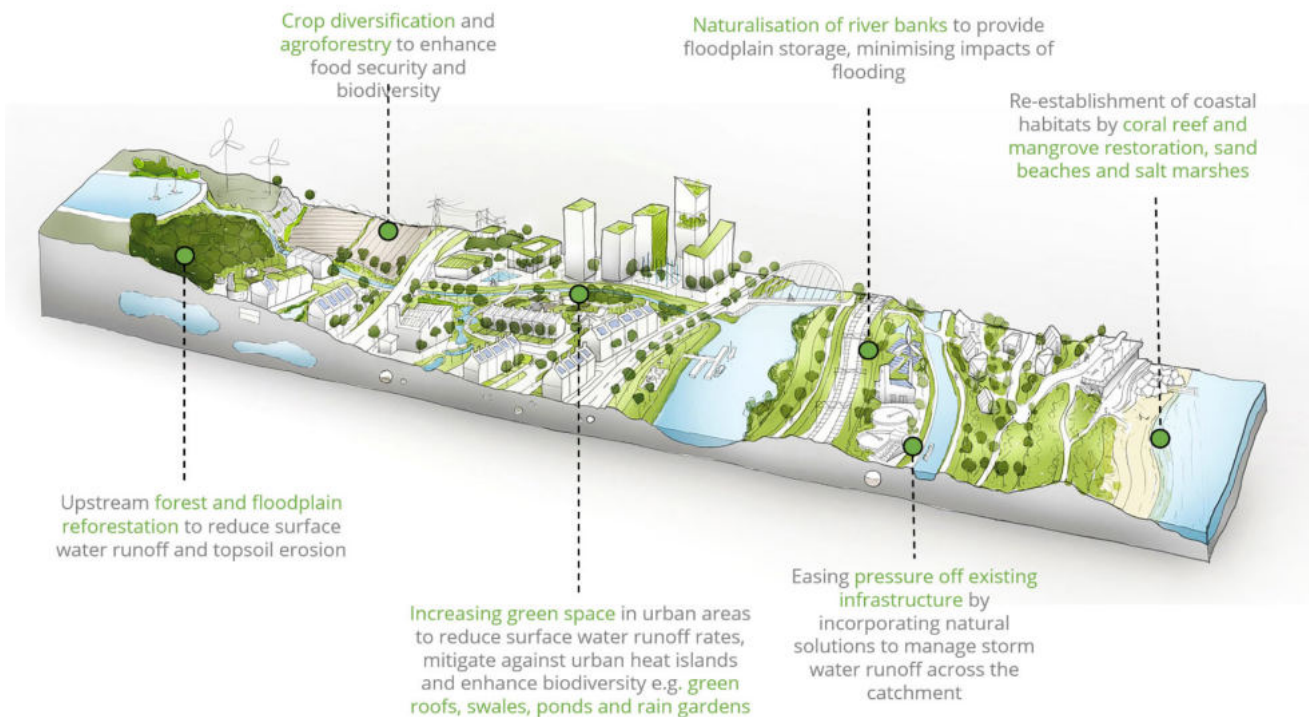 Crop diversification and
agroforestry to enhance
food security and
biodiversity
Naturalisation of river banks to provide
floodplain storage, minimising impacts of
flooding
Re-establishment of coastal
habitats by coral reef and
mangrove restoration, sand
beaches and salt marshes
Upstream forest and floodplain
reforestation to reduce surface
water runoff and topsoil erosion
Increasing green space in urban areas
to reduce surface water runoff rates,
mitigate against urban heat islands
and enhance biodiversity e.g. green
roofs, swales, ponds and rain gardens
Easing pressure off existing
infrastructure by
incorporating natural
solutions to manage storm
water runoff across the
catchment